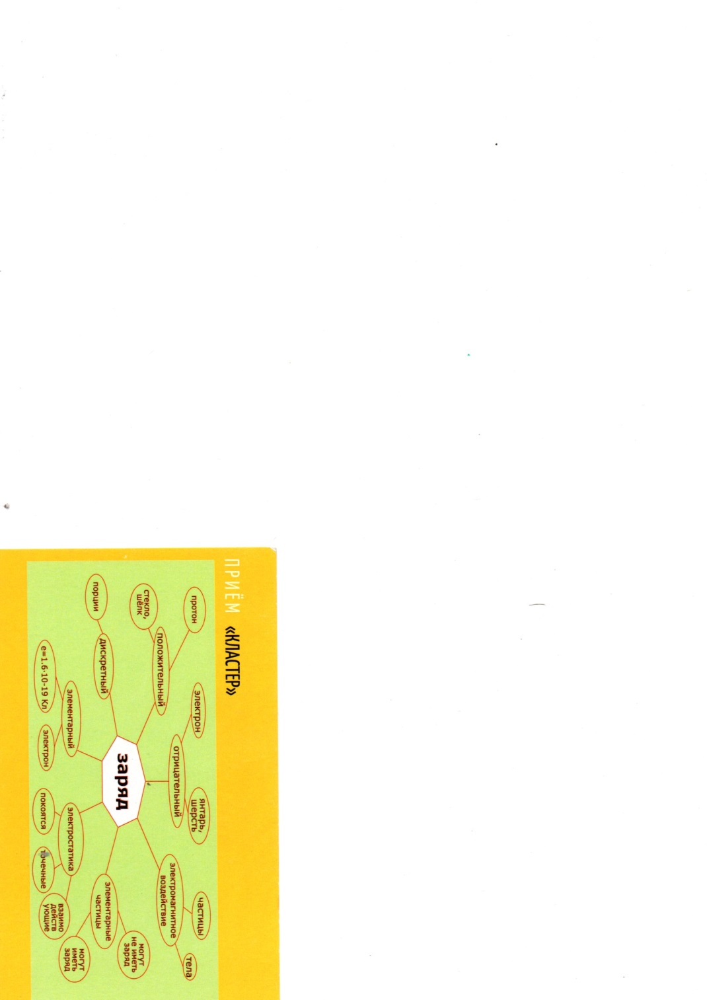 ПРИЁМ «КЛАСТЕР»
протон
электрон
янтарь,
шерсть
частицы
тела
стекло,
шёлк
положительный
отрицательный
электромагнитное
воздействие
порции
дискретный
заряд
элементарные
частицы
могут
не иметь
заряд
могут
иметь
заряд
элементарный
e=1.6·10-19 Кл
электрон
электростатика
покоятся
точечные
взаимо
действ
ующие